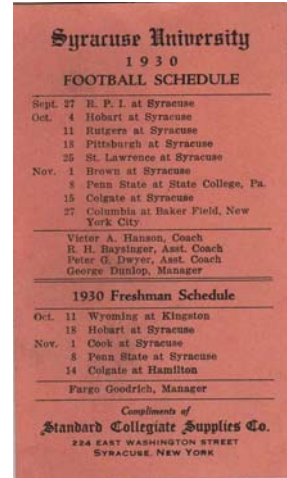 Syracuse University
1930
FOOTBALL SCHEDULE
Sept. 27 R. P. I. at Syracuse
Oct. 4 Hobart at Syracuse
11 Rutgers at Syracuse
18 Pittsburgh at Syracuse
25 St. Lawrence at Syracuse
Nov. 1 Brown at Syracuse
8 Penn State at State College, Pa.
15 Colgate at Syracuse
27 Columbia at Baker Field, New
York City
Victor A. Hanson, Coach
R. H. Baysinger, Asst. Coach
Peter G. Dwyer, Asst. Coach
George Dunlop, Manager
1930 Freshman Schedule
Oct. 11 Wyoming at Kingston
18 Hobart at Syracuse
Nov. 1 Cook at Syracuse
8 Penn State at Syracuse
14 Colgate at Hamilton
Fargo Goodrich, Manager
Compliments of
Standard Collegiate Supplies Co.
224 EAST WASHINGTON STREET
SYRACUSE, NEW YORK